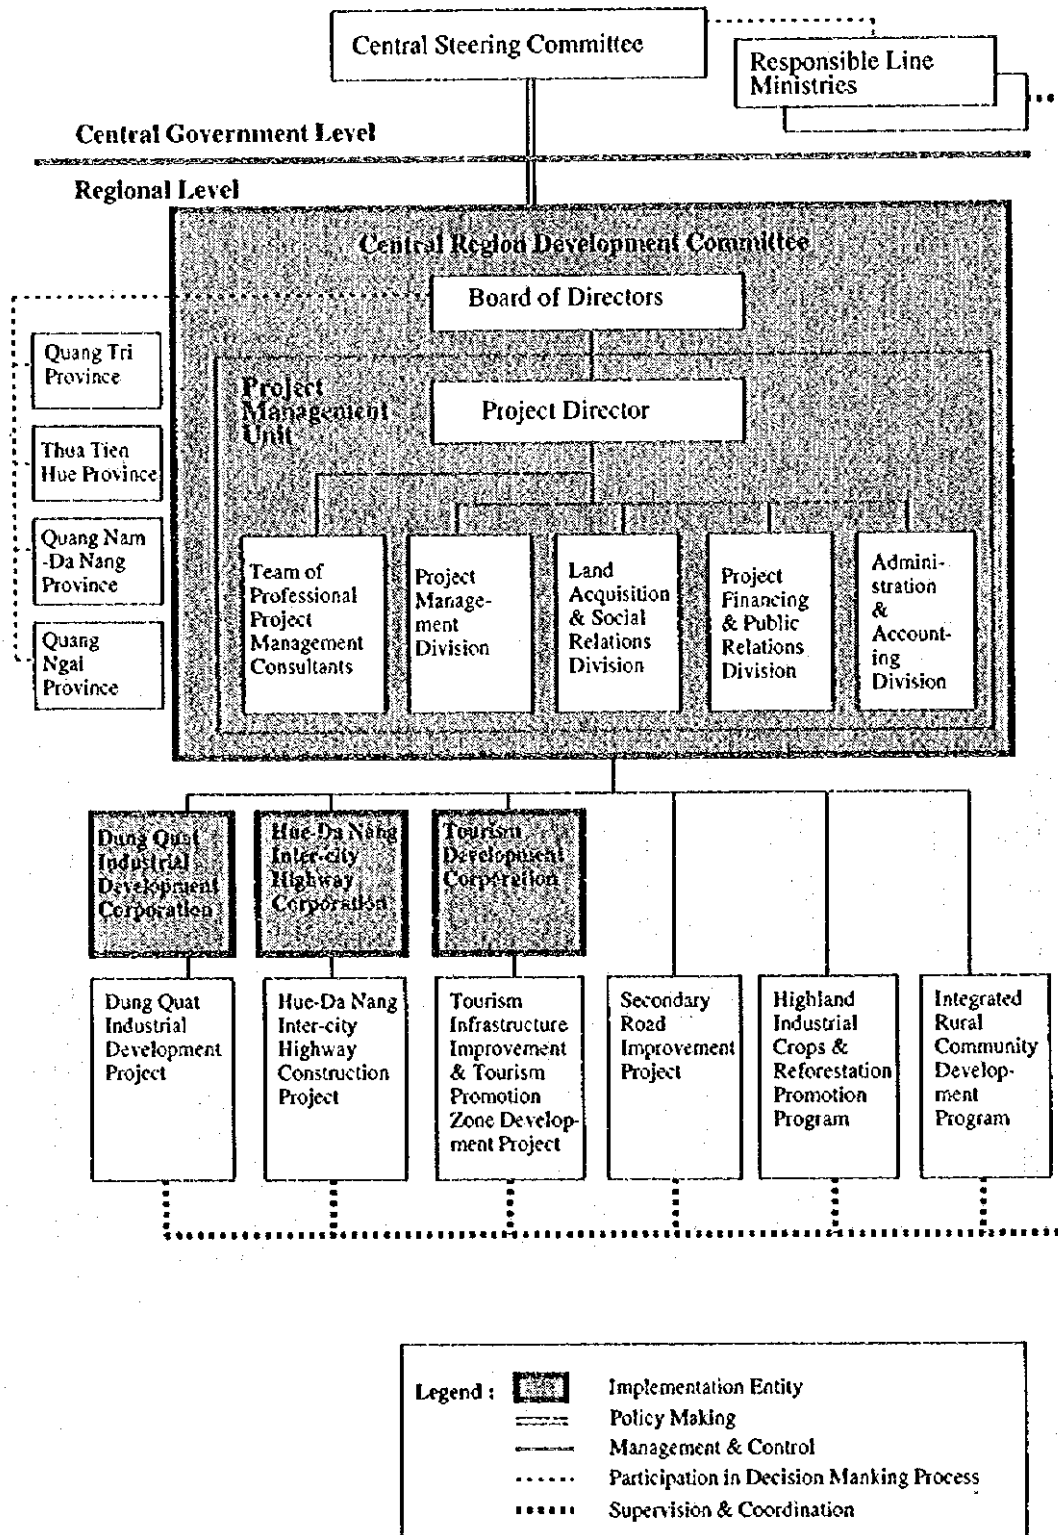 Central Steering Committee
Responsible Line
Ministries
Central Government Level
Regional Level
Central Region Development Committee
Board of Directors
Quang Tri
Province
Thua Tien
Hue Province
Quang Nam
-Da Nang
Province
Quang
Ngai
Province
Project
Management
Unit
Project Director
Team of
Professional
Project
Management
Consultants
Project
Manage-
ment
Division
Land
Acquisition
& Social
Relations
Division
Project
Financing
& Public
Relations
Division
Admini-
stration
&
Account-
ing
Division
Dung Quat
Industrial
Development
Corporation
Hue-Da Nang
Inter-city
Highway
Corporation
Tourism
Development
Corporation
Dung Quat
Industrial
Development
Project
Hue-Da Nang
Inter-city
Highway
Construction
Project
Tourism
Infrastructure
Improvement
& Tourism
Promotion
Zone Develop-
ment Project
Secondary
Road
Improvement
Project
Highland
Industrial
Crops &
Reforestation
Promotion
Program
Integrated
Rural
Community
Develop-
ment
Program
Legend :
Implementation Entity
Policy Making
Management & Control
Participation in Decision Manking Process
Supervision & Coordination